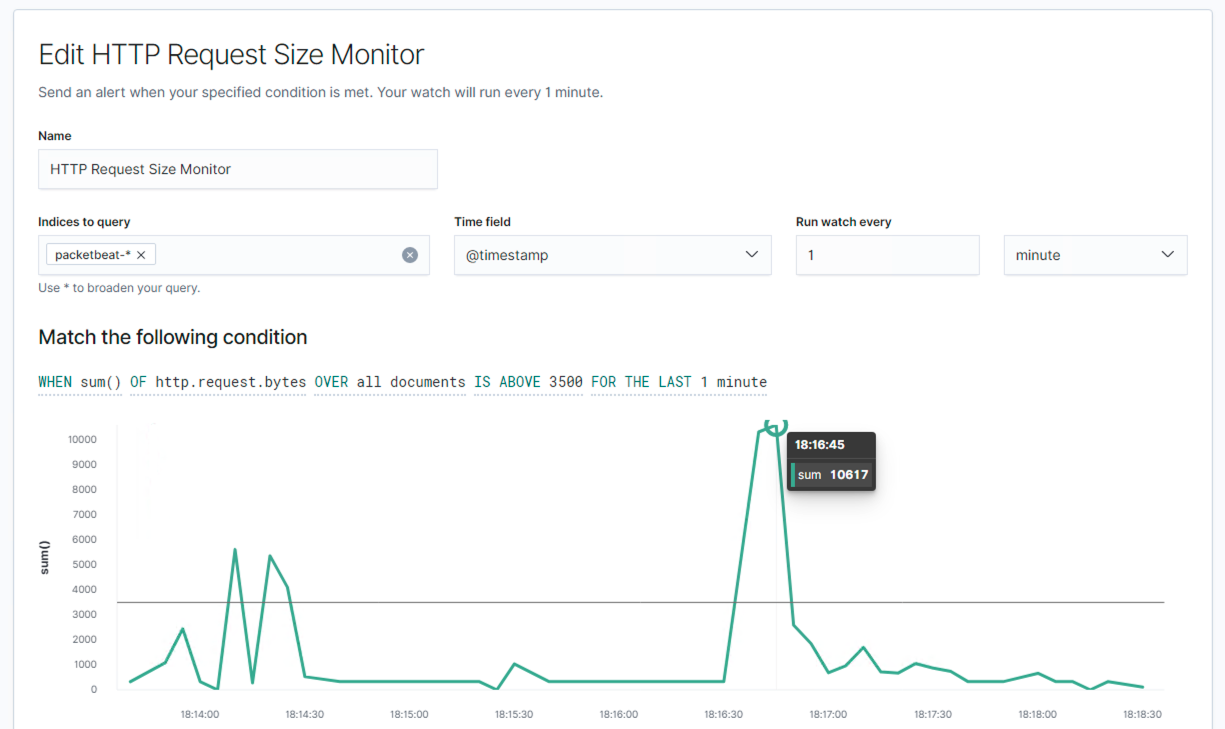 Edit HTTP Request Size Monitor
Send an alert when your specified condition is met. Your watch will run every 1 minute.
Name
HTTP Request Size Monitor
Indices to query
Time field
Run watch every
packetbeat-*
@timestamp
1
minute
Use * to broaden your query.
Match the following condition
WHEN sum() OF http.request.bytes OVER all documents IS ABOVE 3500 FOR THE LAST 1 minute
10000
9000
8000
7000
6000
5000
4000
3000
2000
1000
0
sum()
18:16:45
sum 10617
18:14:00
18:14:30
18:15:00
18:15:30
18:16:00
18:16:30
18:17:00
18:17:30
18:18:00
18:18:30